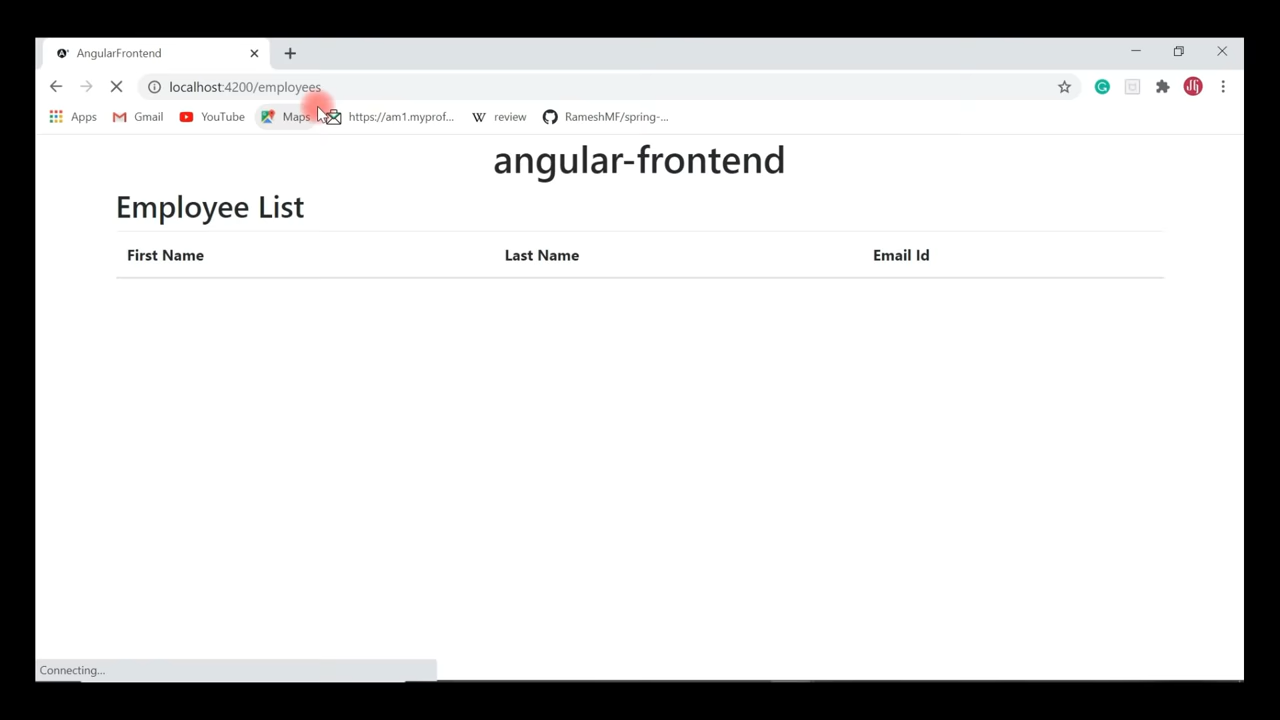 AngularFrontend
localhost:4200/employees
Apps Gmail YouTube Maps https://am1.myprof... review RameshMF/spring-...
angular-frontend
Employee List
First Name Last Name Email Id
Connecting...